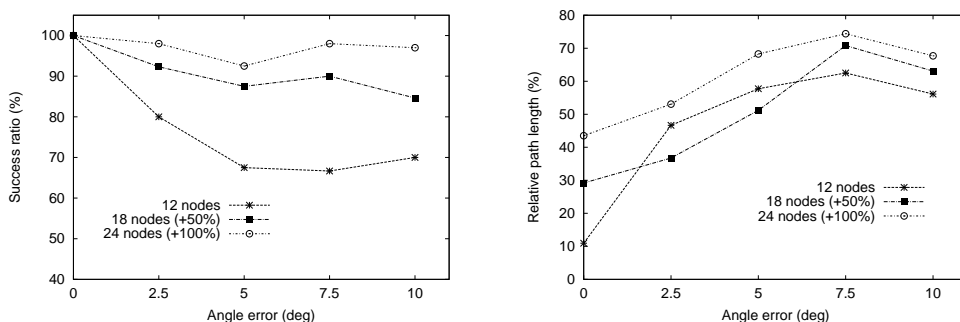 Success ratio (%)
100
90
80
70
60
50
40
12 nodes
18 nodes (+50%)
24 nodes (+100%)
0
2.5
5
7.5
10
Angle error (deg)
Relative path length (%)
80
70
60
50
40
30
20
10
0
12 nodes
18 nodes (+50%)
24 nodes (+100%)
0
2.5
5
7.5
10
Angle error (deg)